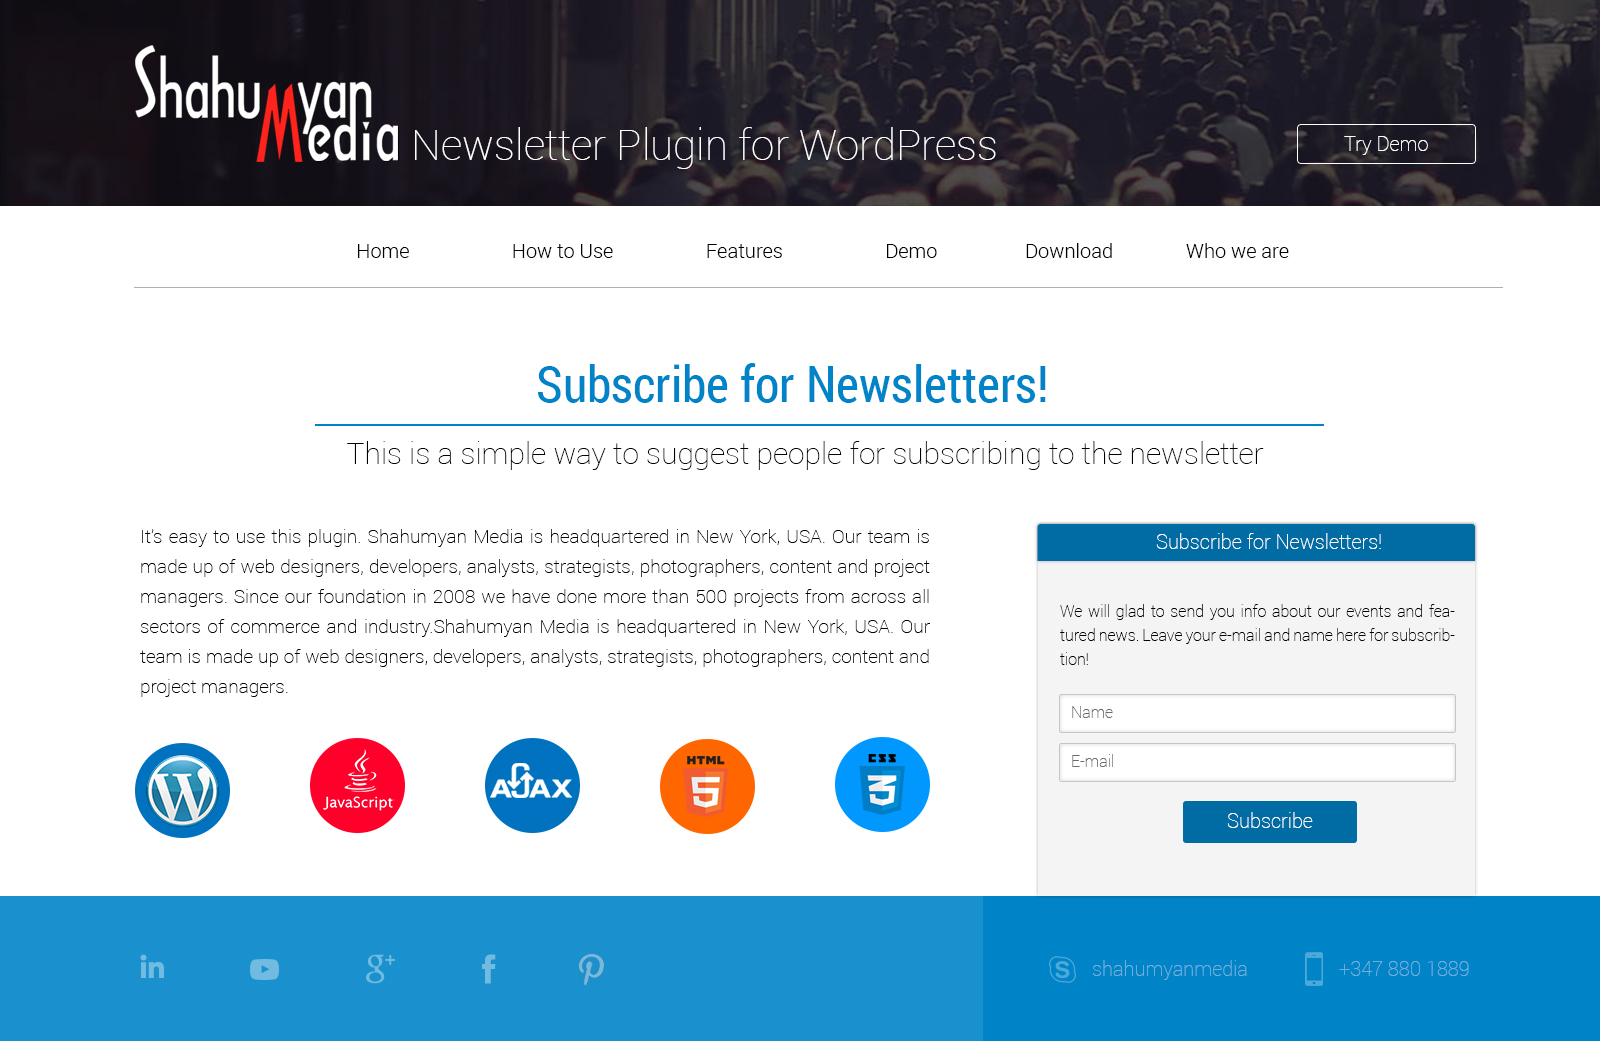 Shahumyan
Media Newsletter Plugin for WordPress
Try Demo
Home How to Use Features Demo Download Who we are
Subscribe for Newsletters!
This is a simple way to suggest people for subscribing to the newsletter
It's easy to use this plugin. Shahumyan Media is headquartered in New York, USA. Our team is
made up of web designers, developers, analysts, strategists, photographers, content and project
managers. Since our foundation in 2008 we have done more than 500 projects from across all
sectors of commerce and industry.Shahumyan Media is headquartered in New York, USA. Our
team is made up of web designers, developers, analysts, strategists, photographers, content and
project managers.
W JavaScript AJAX HTML 5 CSS 3
Subscribe for Newsletters!
We will glad to send you info about our events and fea-
tured news. Leave your e-mail and name here for subscrib-
tion!
Name
E-mail
Subscribe
in g+ f shahumyanmedia +347 880 1889